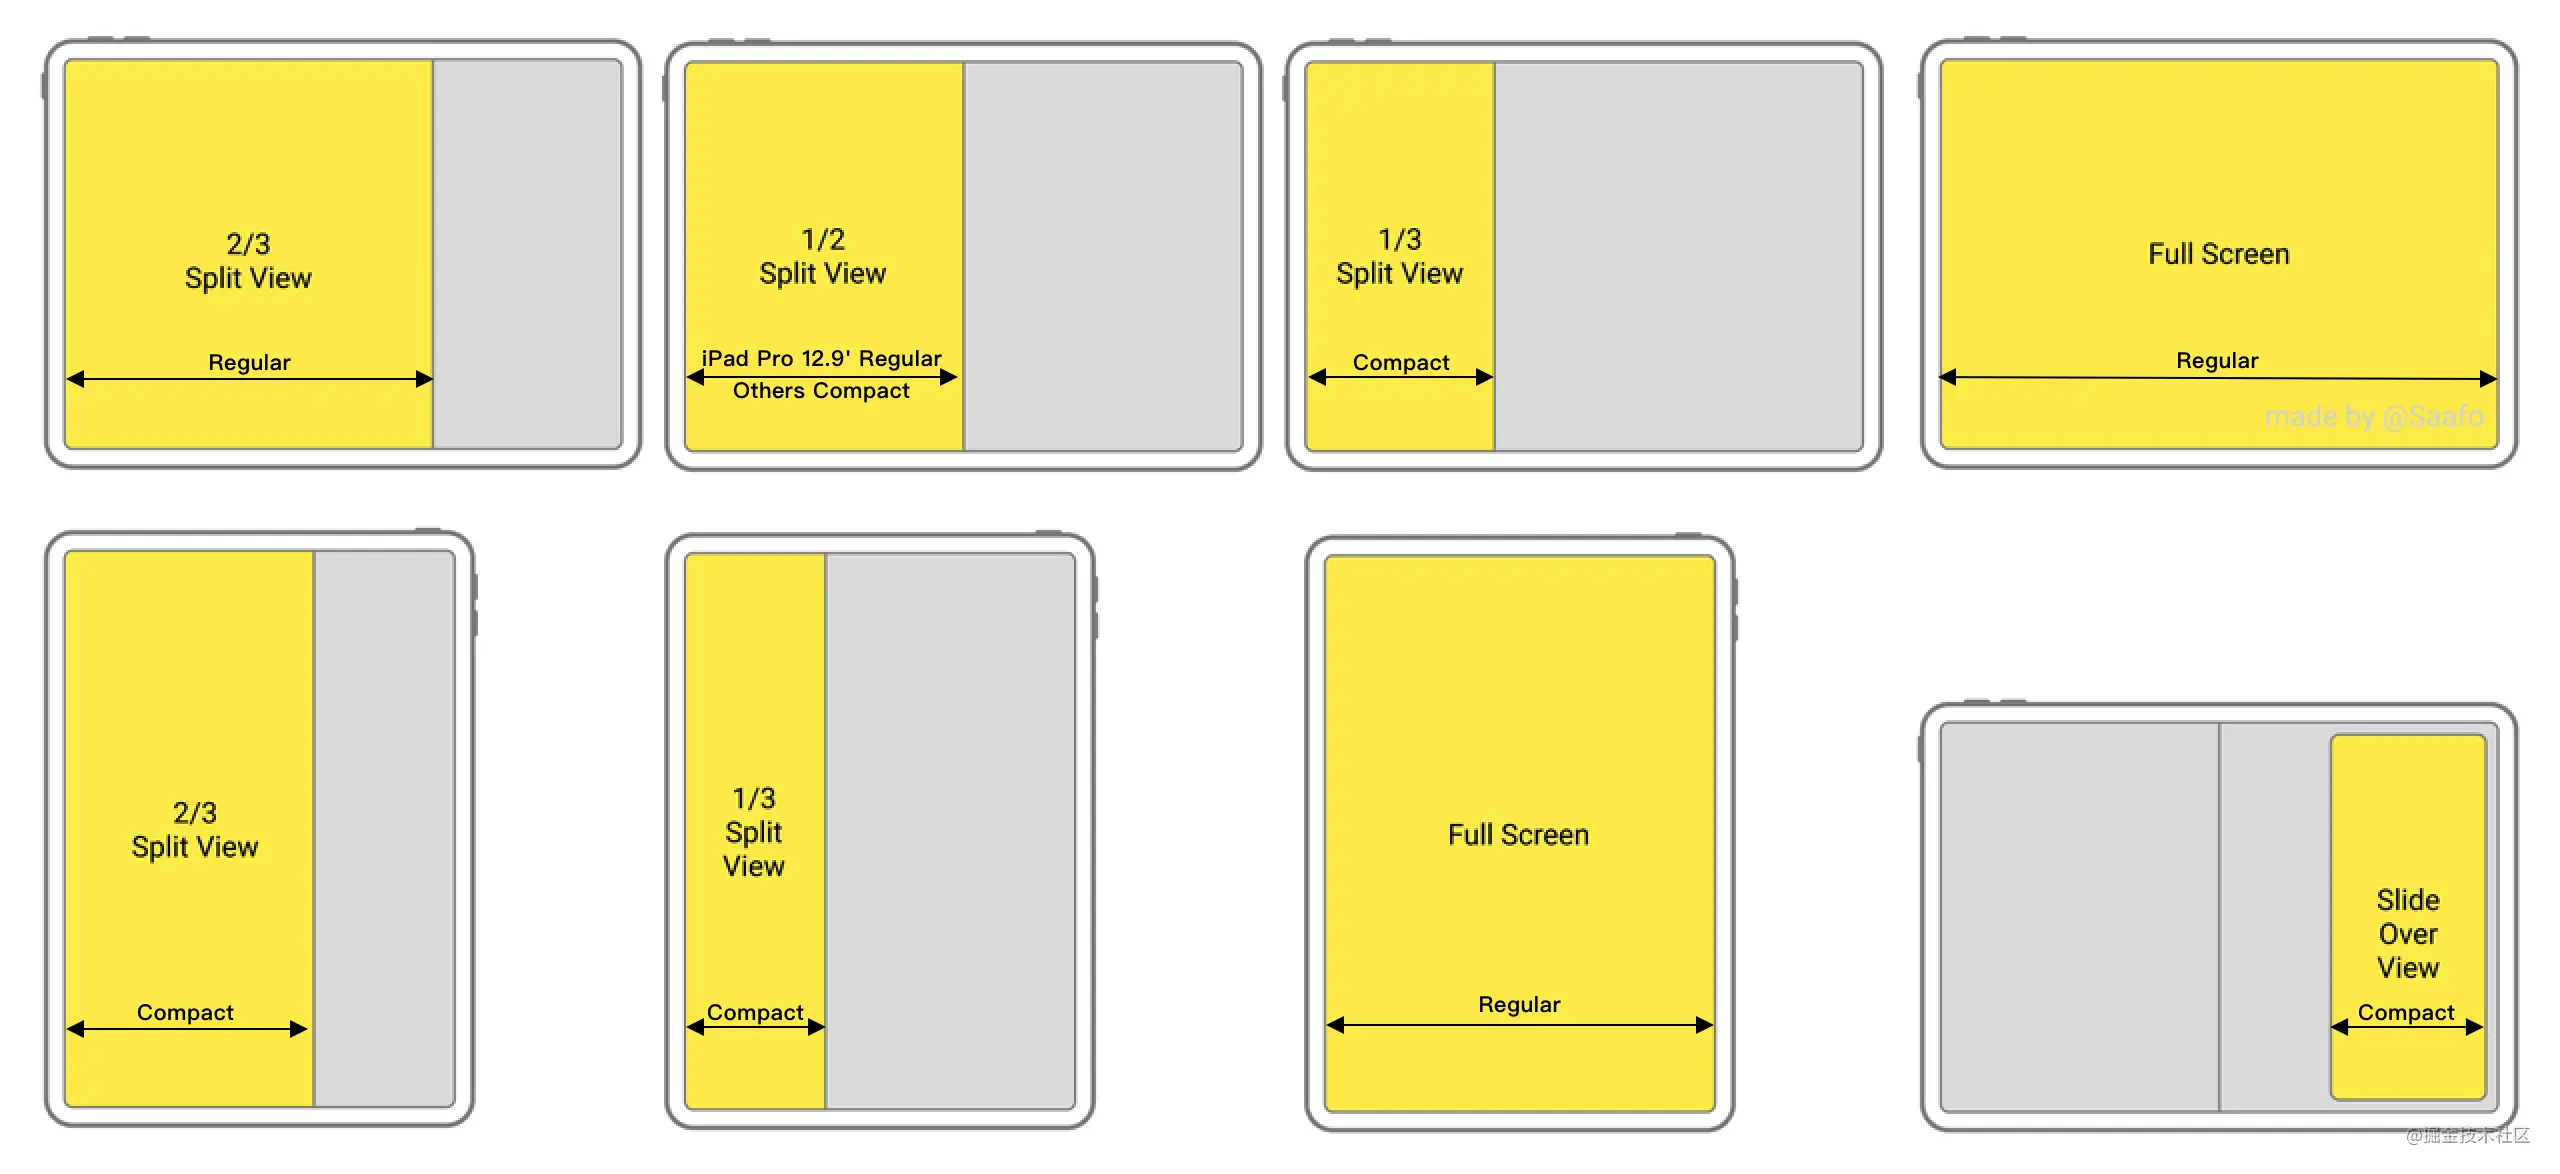 2/3
Split View
Regular
1/2
Split View
iPad Pro 12.9' Regular
Others Compact
1/3
Split View
Compact
Full Screen
Regular
made by @Saafo
2/3
Split View
Compact
1/3
Split
View
Compact
Full Screen
Regular
Slide
Over
View
Compact
@掘金技术社区